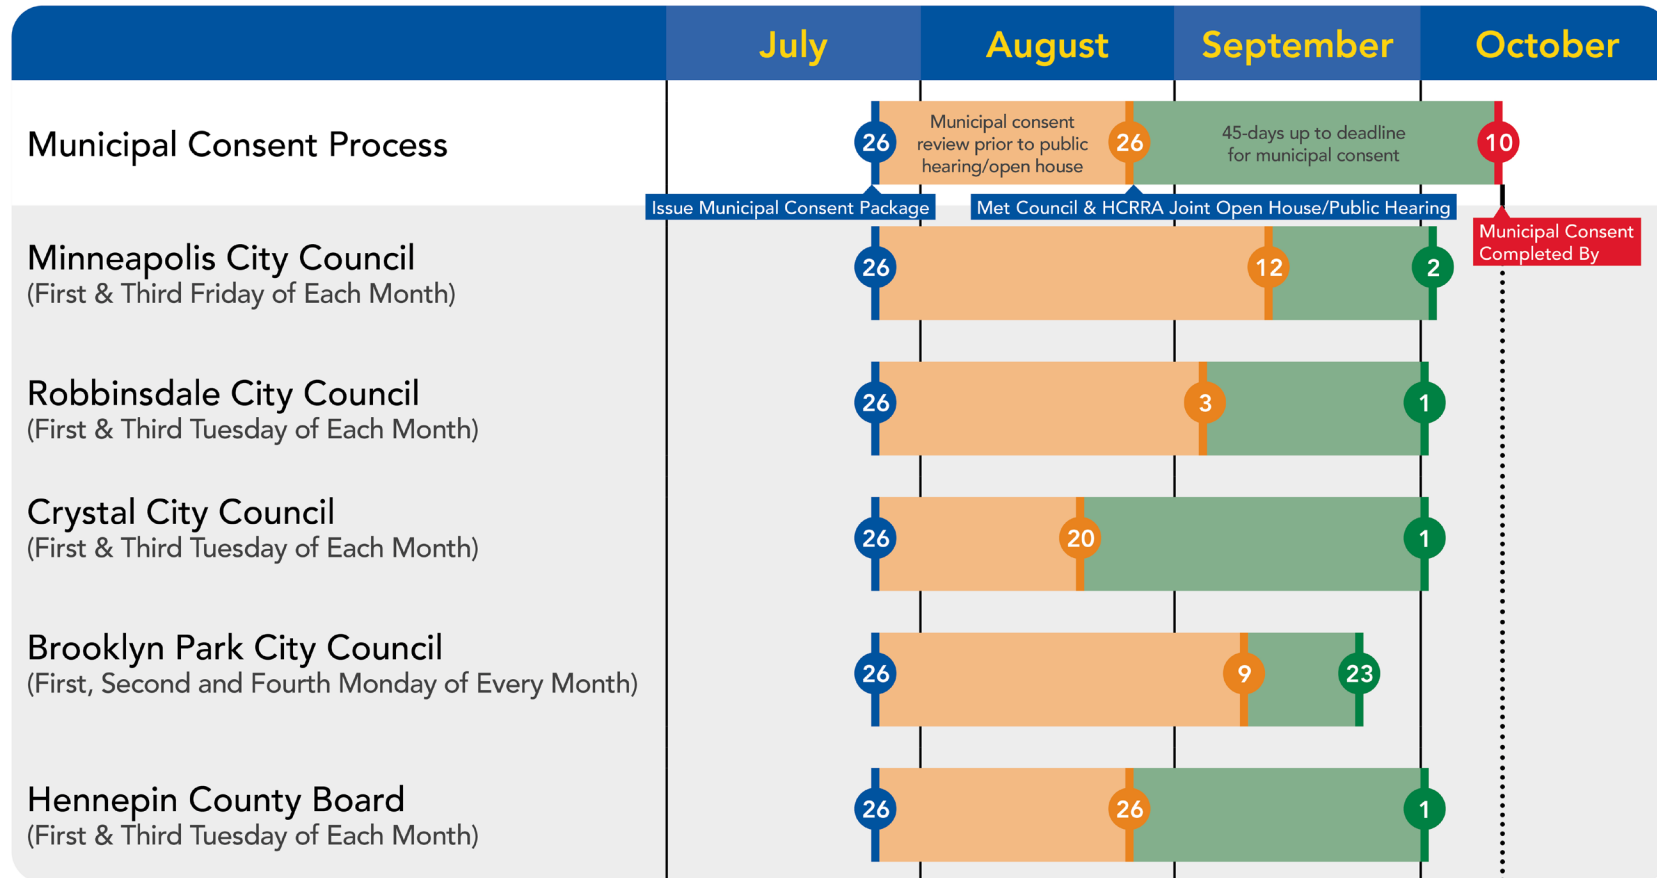 July August September October
Municipal Consent Process
26
Municipal consent
review prior to public
hearing/open house
26
45-days up to deadline
for municipal consent
10
Issue Municipal Consent Package
Met Council & HCRRA Joint Open House/Public Hearing
Municipal Consent
Completed By
Minneapolis City Council
(First & Third Friday of Each Month)
26 12 2
Robbinsdale City Council
(First & Third Tuesday of Each Month)
26 3 1
Crystal City Council
(First & Third Tuesday of Each Month)
26 20 1
Brooklyn Park City Council
(First, Second and Fourth Monday of Every Month)
26 9 23
Hennepin County Board
(First & Third Tuesday of Each Month)
26 26 1